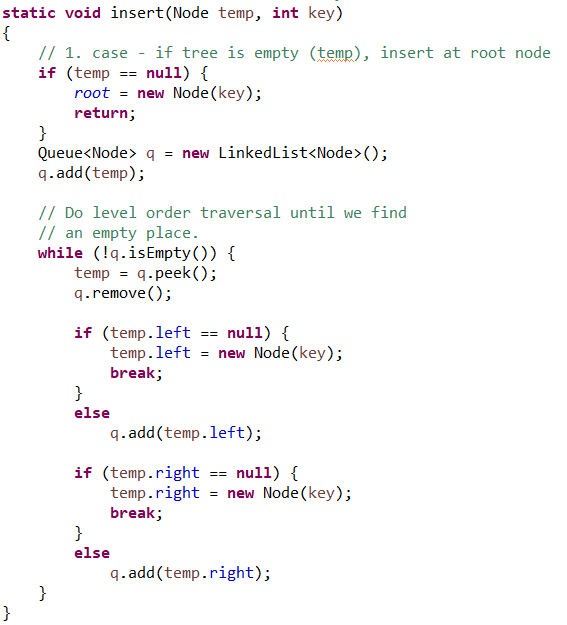 static void insert(Node temp, int key)
{
    // 1. case - if tree is empty (temp), insert at root node
    if (temp == null) {
        root = new Node(key);
        return;
    }
    Queue<Node> q = new LinkedList<Node>();
    q.add(temp);

    // Do level order traversal until we find
    // an empty place.
    while (!q.isEmpty()) {
        temp = q.peek();
        q.remove();

        if (temp.left == null) {
            temp.left = new Node(key);
            break;
        }
        else
            q.add(temp.left);

        if (temp.right == null) {
            temp.right = new Node(key);
            break;
        }
        else
            q.add(temp.right);
    }
}